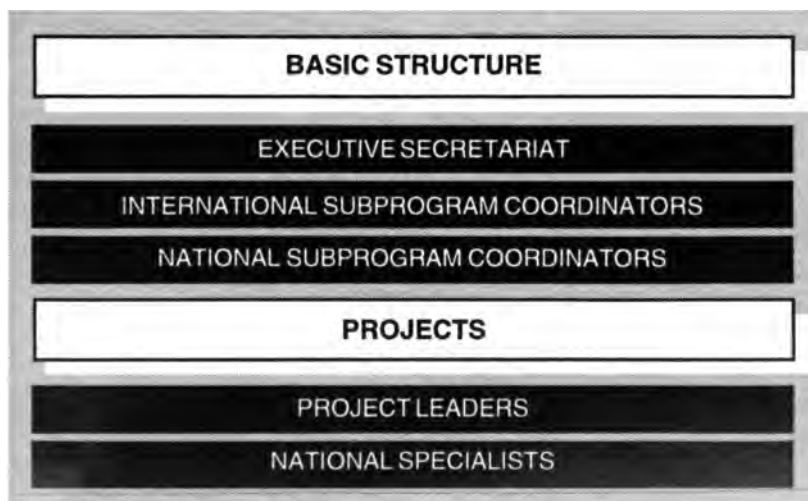 BASIC STRUCTURE
EXECUTIVE SECRETARIAT
INTERNATIONAL SUBPROGRAM COORDINATORS
NATIONAL SUBPROGRAM COORDINATORS
PROJECTS
PROJECT LEADERS
NATIONAL SPECIALISTS